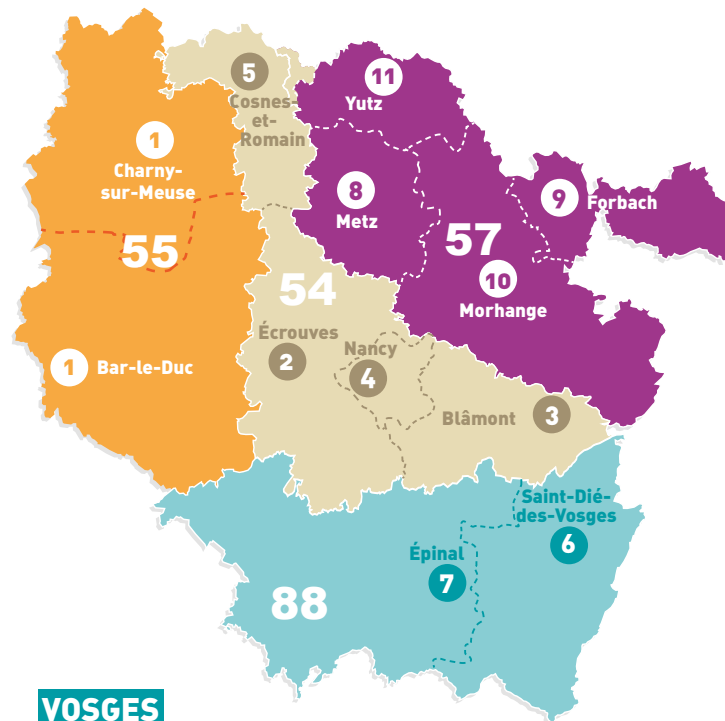 5
Cosnes-
et-
Romain
11
Yutz
1
Charny-
sur-Meuse
8
Metz
9
Forbach
55
57
10
Morhange
54
Écrouves
2
Nancy
4
1
Bar-le-Duc
Blâmont
3
Saint-Dié-
des-Vosges
6
Épinal
7
88
VOSGES